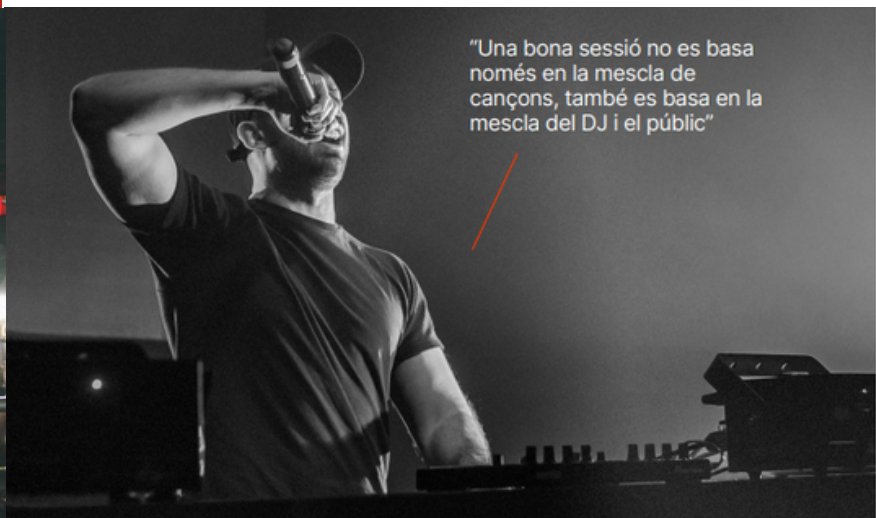 “Una bona sessió no es basa
només en la mescla de
cançons, també es basa en la
mescla del DJ i el públic”